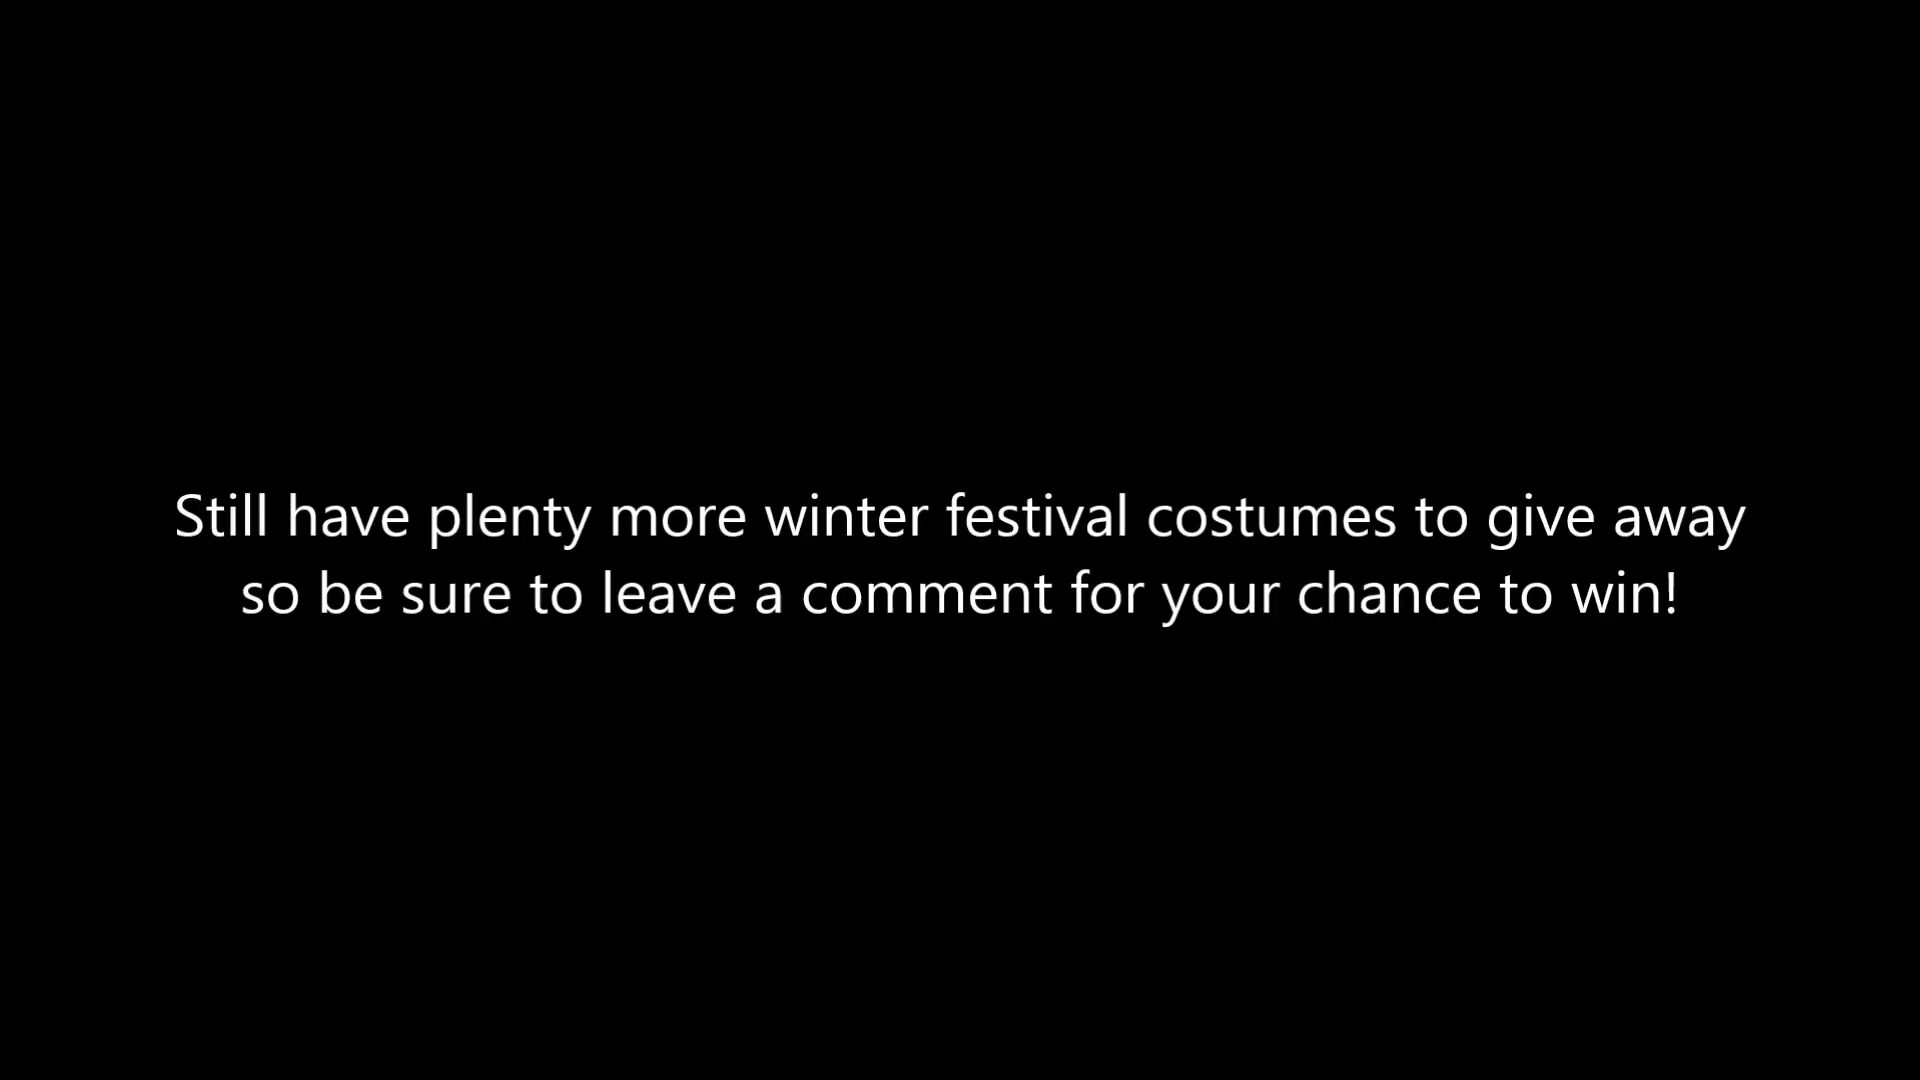 Still have plenty more winter festival costumes to give away
so be sure to leave a comment for your chance to win!